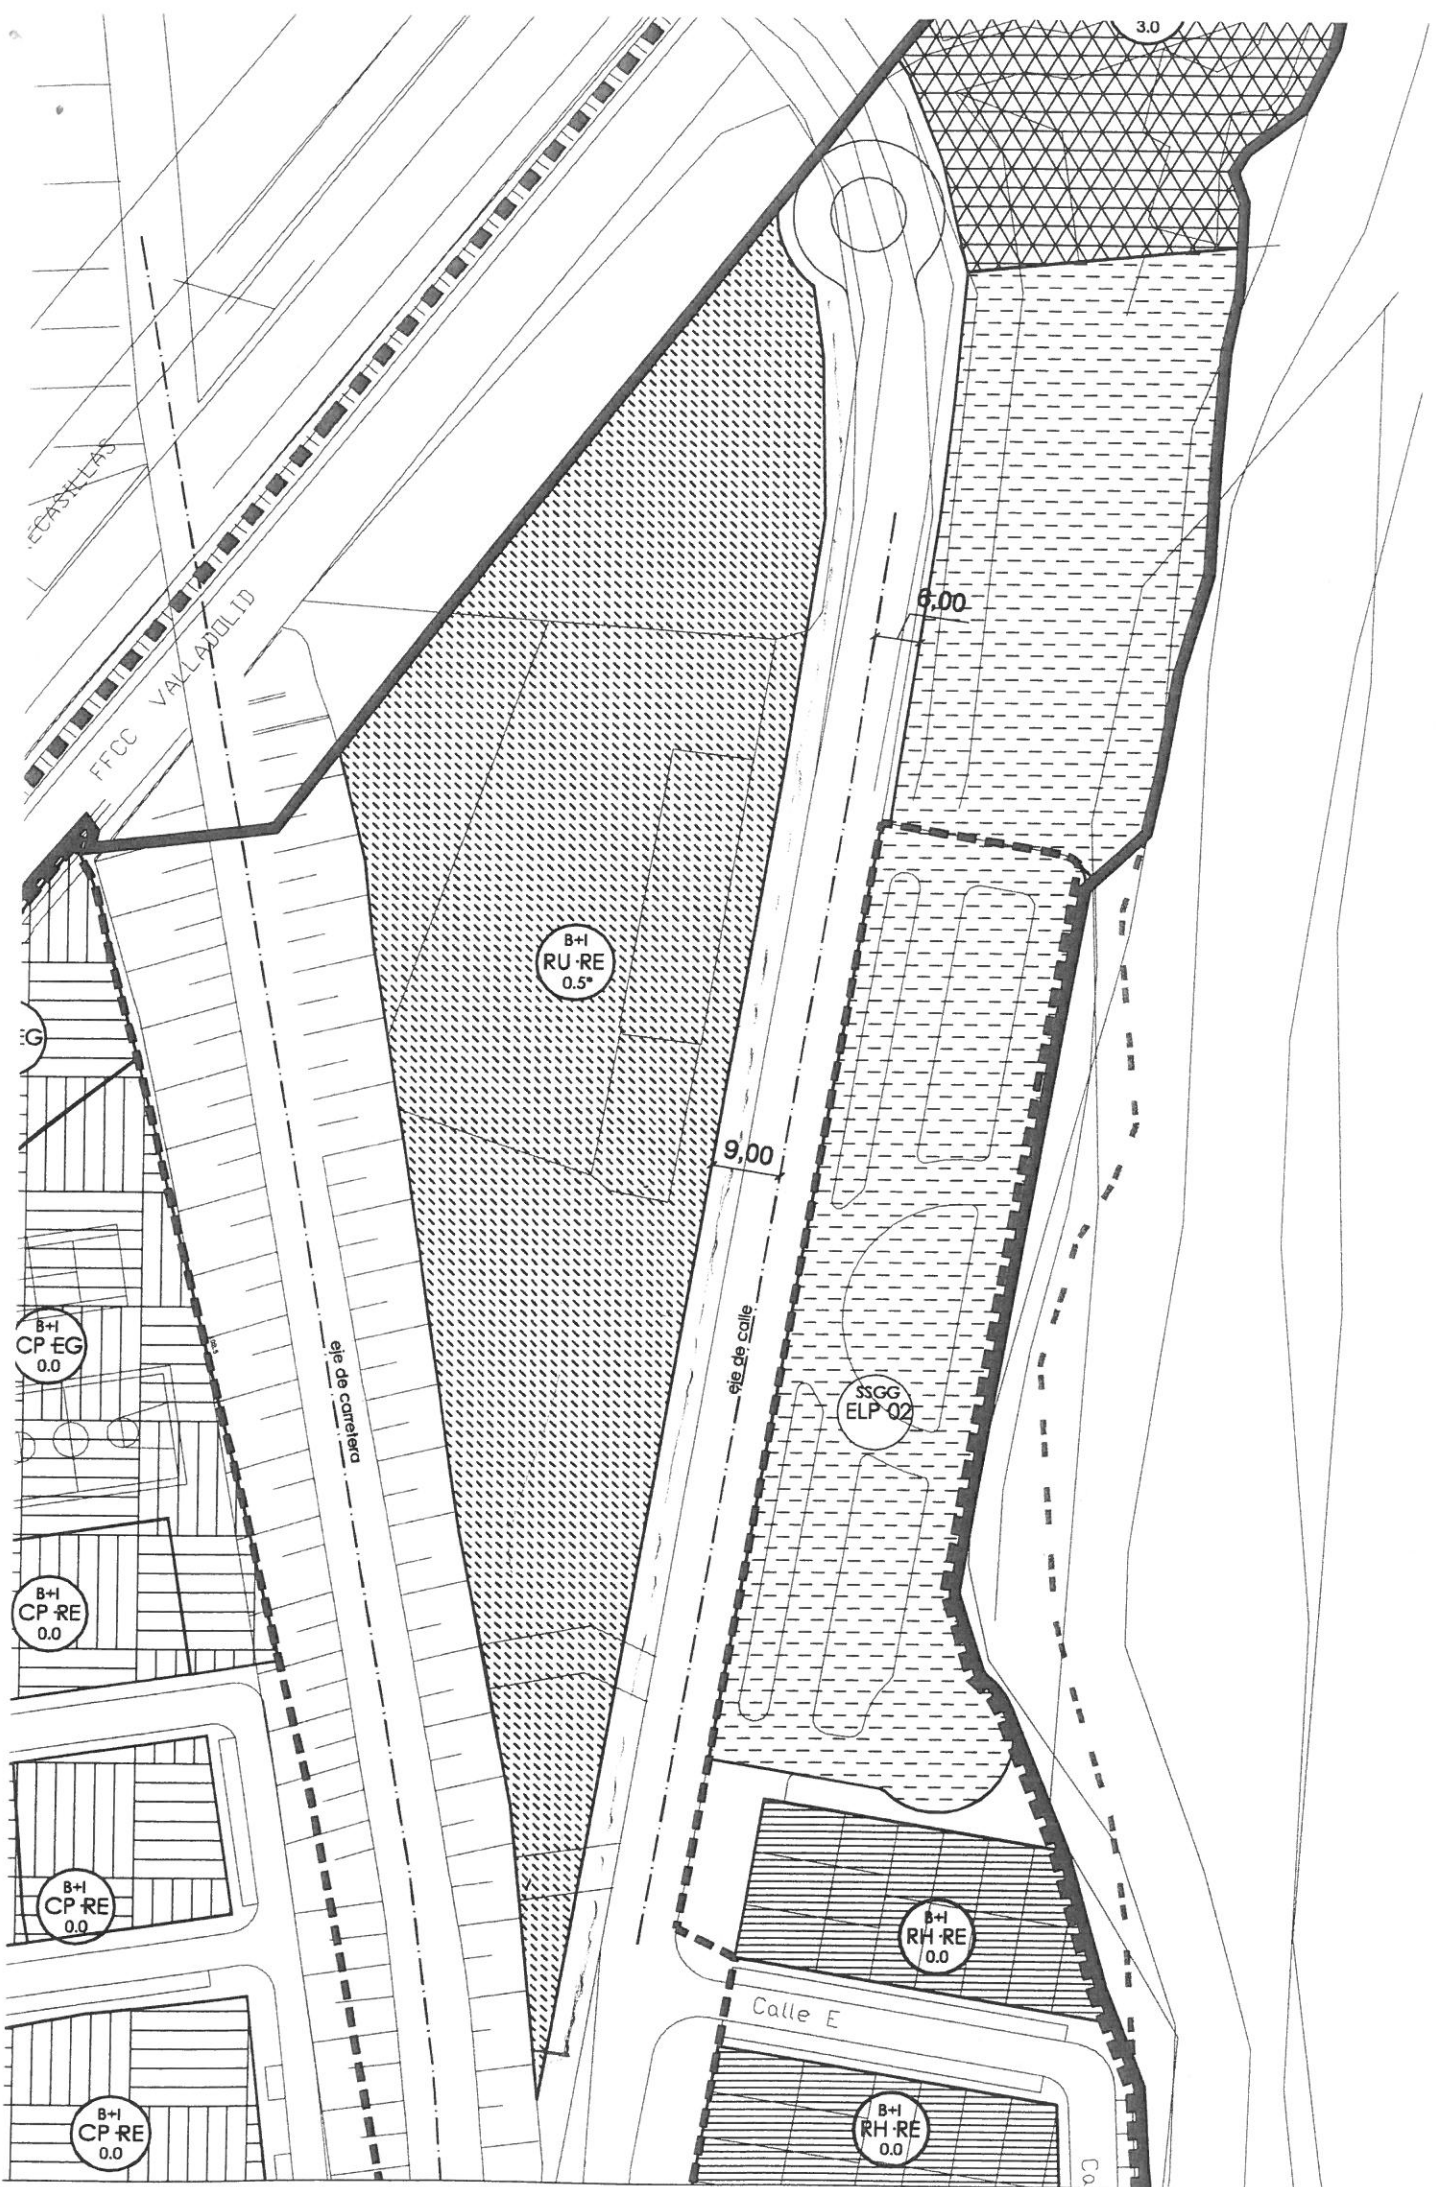 3.0
FFCC VALLADOLID
6,00
B+I
RU-RE
0.5*
9,00
B+I
CP-EG
0.0
eje de carretera
eje de calle
SSGG
ELP 02
B+I
CP-RE
0.0
B+I
CP-RE
0.0
B+I
RH-RE
0.0
Calle E
B+I
CP-RE
0.0
B+I
RH-RE
0.0